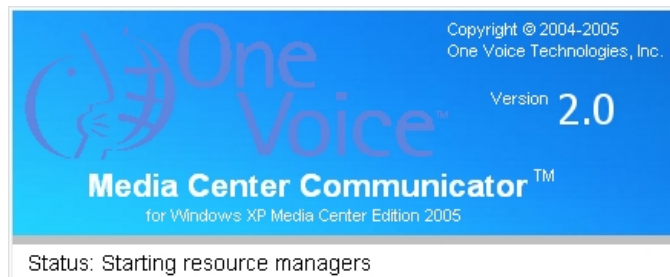 Copyright © 2004-2005
One Voice Technologies, Inc.
One
Voice™
Version 2.0
Media Center Communicator™
for Windows XP Media Center Edition 2005
Status: Starting resource managers